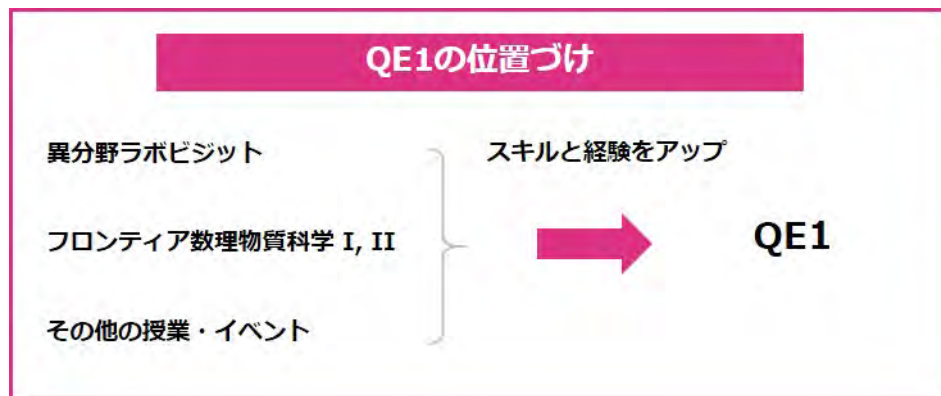 QE1の位置づけ
異分野ラボビジット
スキルと経験をアップ
フロンティア数理物質科学 I, II
QE1
その他の授業・イベント